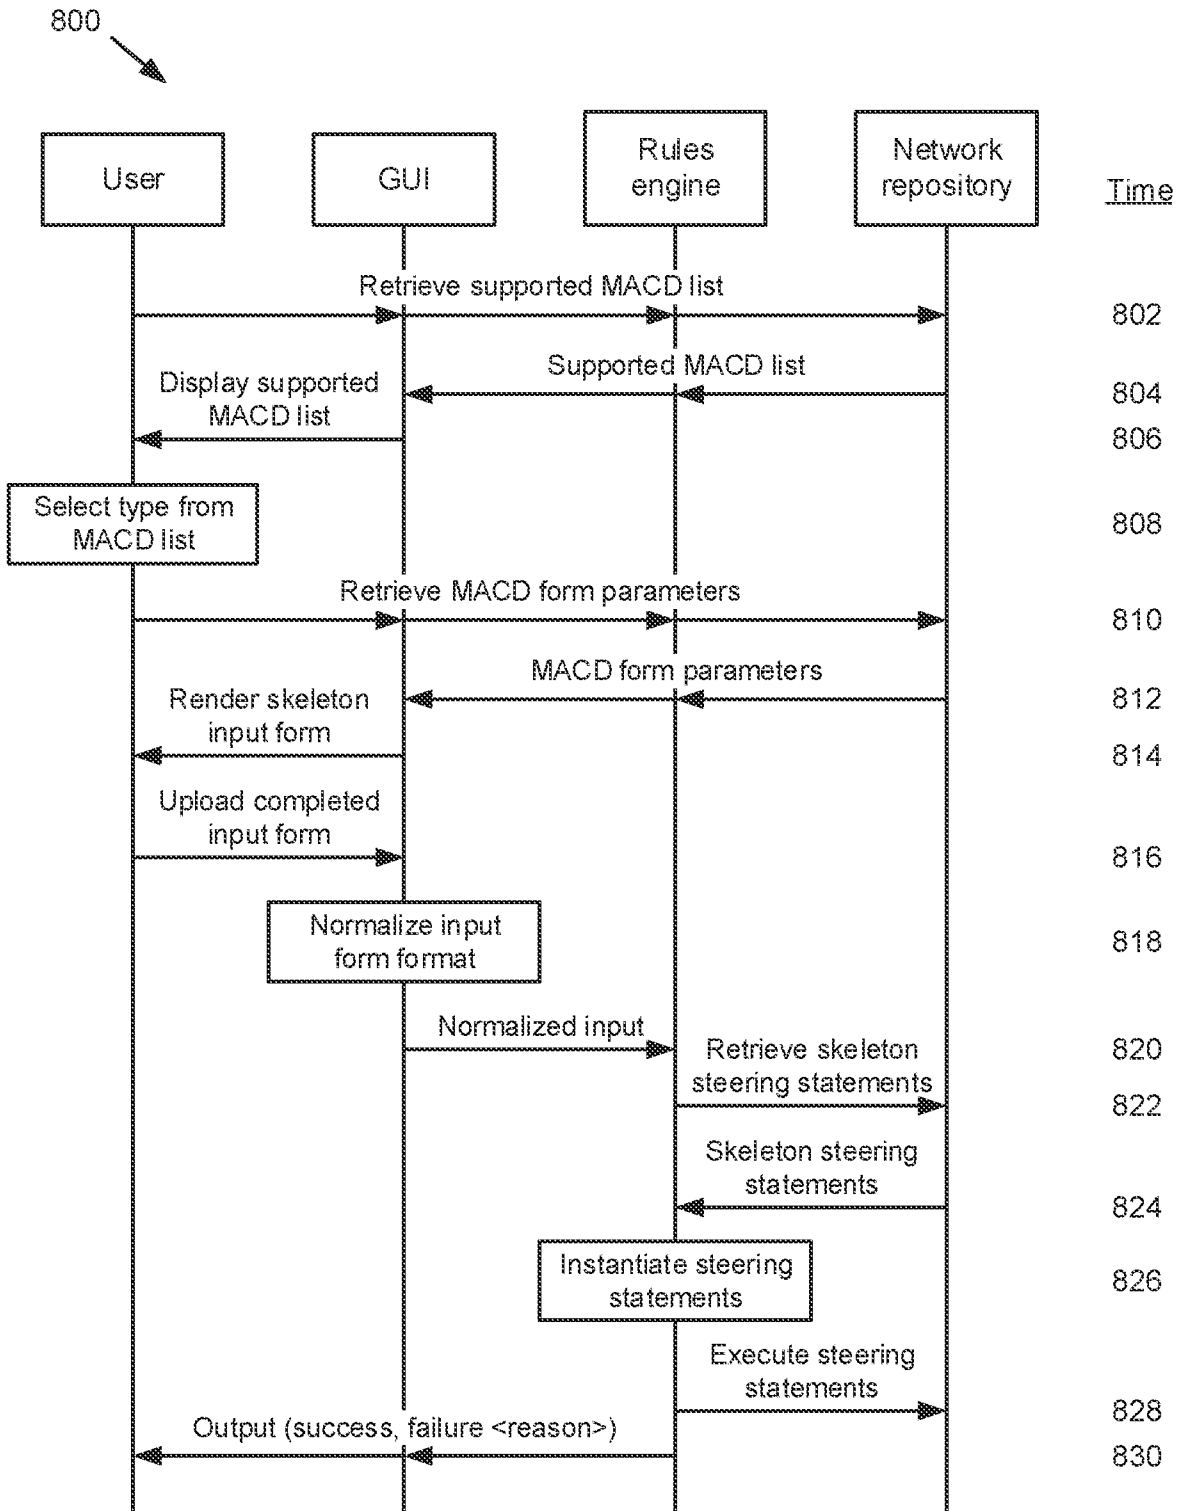 800
User
GUI
Rules
engine
Network
repository
Time
Retrieve supported MACD list
802
Supported MACD list
804
Display supported
MACD list
806
Select type from
MACD list
808
Retrieve MACD form parameters
810
MACD form parameters
812
Render skeleton
input form
814
Upload completed
input form
816
Normalize input
form format
818
Normalized input
820
Retrieve skeleton
steering statements
822
Skeleton steering
statements
824
Instantiate steering
statements
826
Execute steering
statements
828
Output (success, failure <reason>)
830